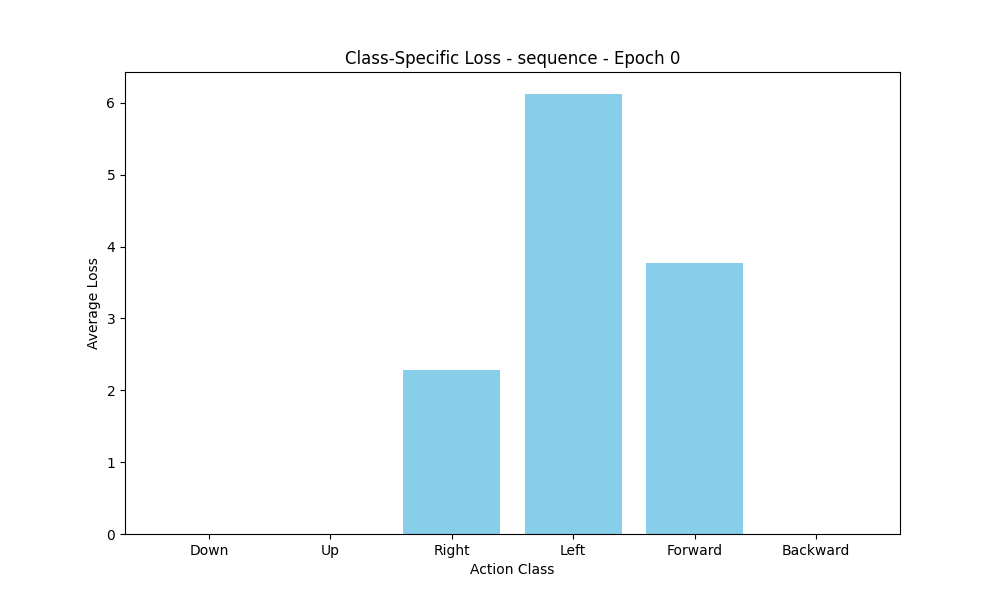 Class-Specific Loss - sequence - Epoch 0
6
5
4
3
2
1
0
Average Loss
Down Up Right Left Forward Backward
Action Class